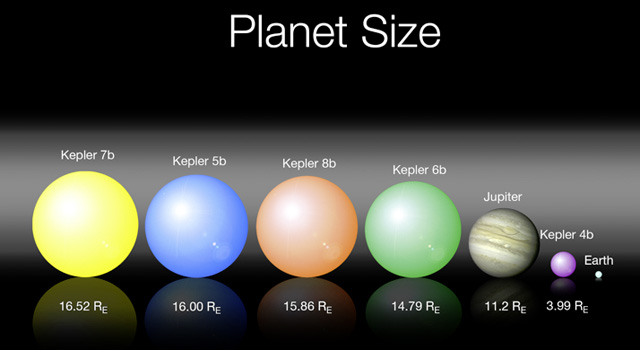 Planet Size
Kepler 7b
Kepler 5b
Kepler 8b
Kepler 6b
Jupiter
Kepler 4b
Earth
16.52 RE
16.00 RE
15.86 RE
14.79 RE
11.2 RE
3.99 RE